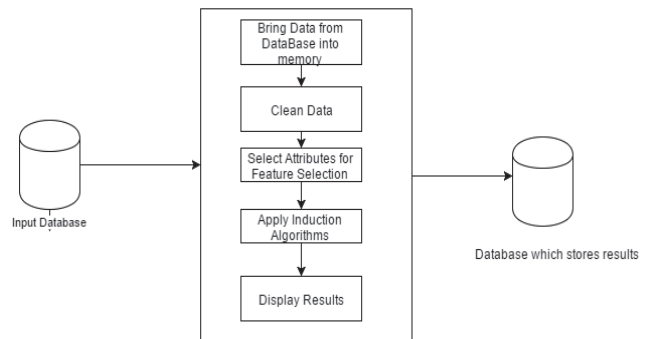 Bring Data from
DataBase into
memory
Clean Data
Select Attributes for
Feature Selection
Apply Induction
Algorithms
Display Results
Input Database
Database which stores results